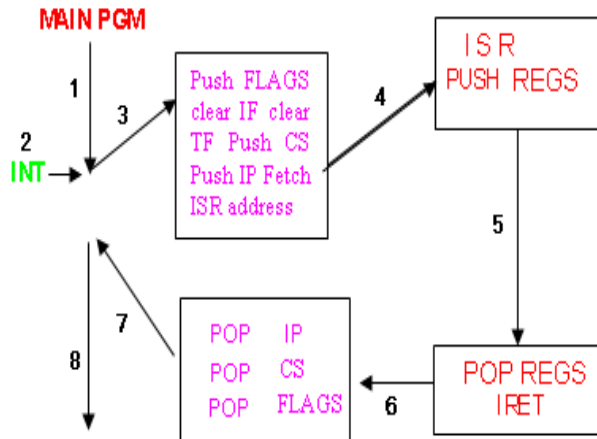 MAIN PGM
1
2
INT
3
Push FLAGS
clear IF clear
TF Push CS
Push IP Fetch
ISR address
4
I S R
PUSH REGS
5
POP REGS
IRET
6
POP IP
POP CS
POP FLAGS
7
8